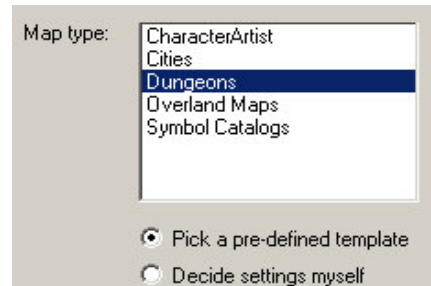 Map type:
CharacterArtist
Cities
Dungeons
Overland Maps
Symbol Catalogs
Pick a pre-defined template
Decide settings myself